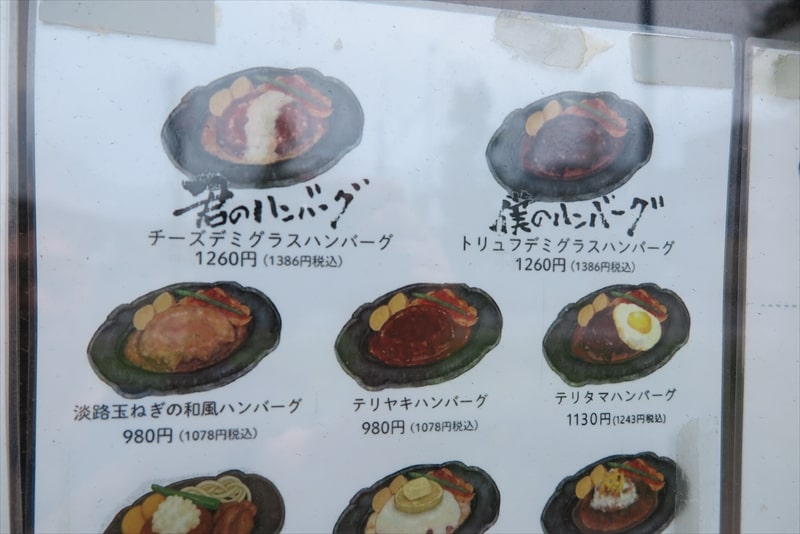 君のハンバーグ
チーズデミグラスハンバーグ
1260円(1386円税込)
僕のハンバーグ
トリュフデミグラスハンバーグ
1260円(1386円税込)
淡路玉ねぎの和風ハンバーグ
980円(1078円税込)
テリヤキハンバーグ
980円(1078円税込)
テリタマハンバーグ
1130円(1243円税込)